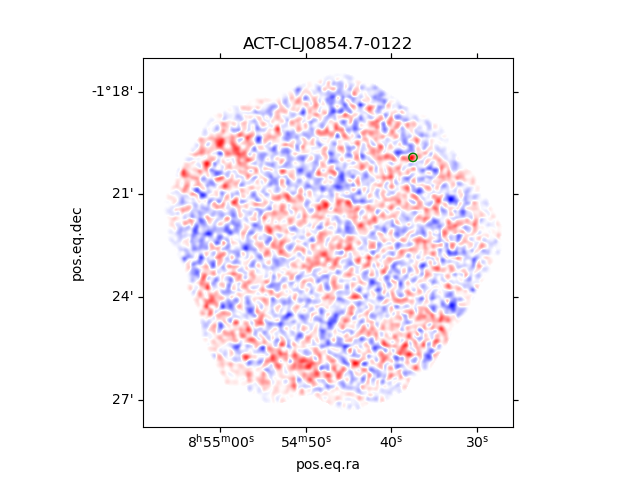 ACT-CLJ0854.7-0122
-1°18'
21'
24'
27'
pos.eq.dec
8ʰ55ᵐ00ˢ 54ᵐ50ˢ 40ˢ 30ˢ
pos.eq.ra